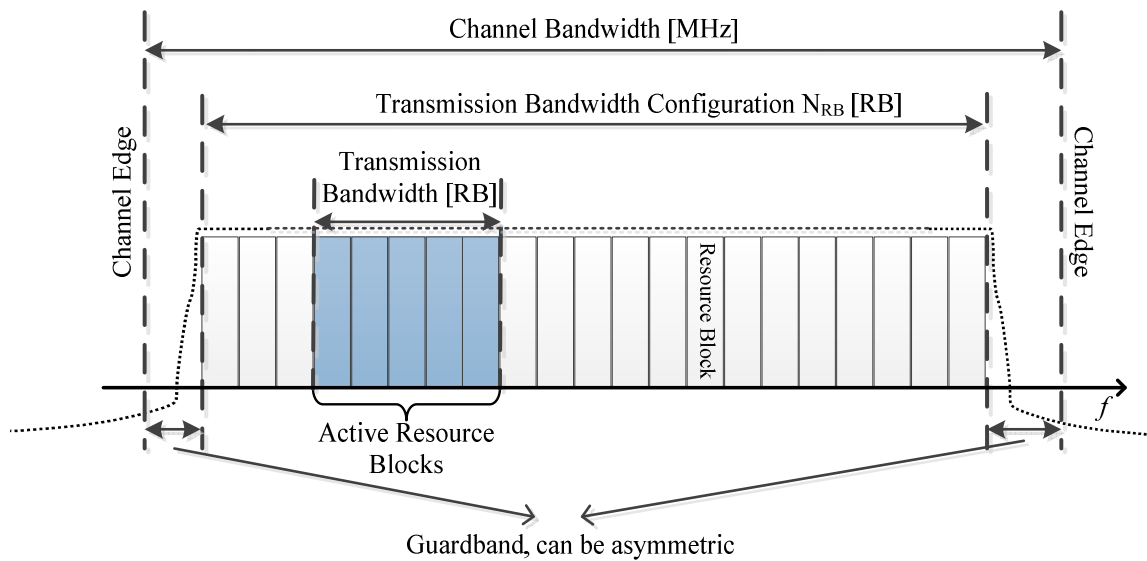 Channel Bandwidth [MHz]
Transmission Bandwidth Configuration NRB [RB]
Transmission
Bandwidth [RB]
Channel Edge
Channel Edge
Resource Block
f
Active Resource
Blocks
Guardband, can be asymmetric